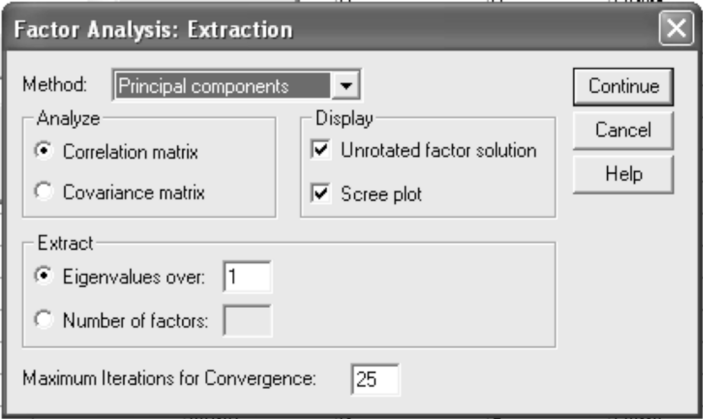 Factor Analysis: Extraction
Method: Principal components
Continue
Analyze
Display
Correlation matrix
Unrotated factor solution
Cancel
Covariance matrix
Scree plot
Help
Extract
Eigenvalues over: 1
Number of factors:
Maximum Iterations for Convergence: 25